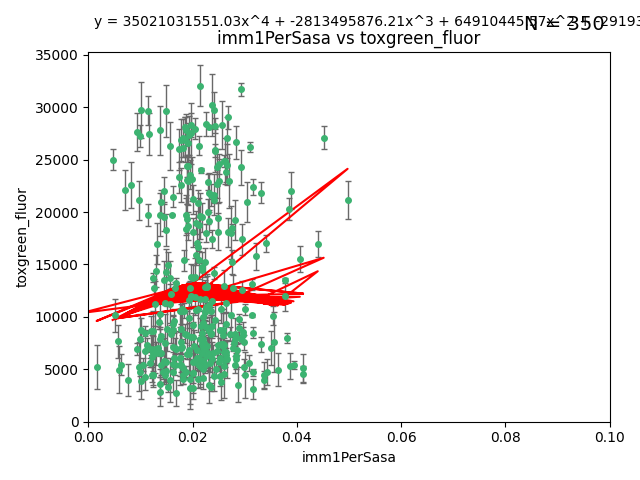 y = 35021031551.03x^4 + -2813495876.21x^3 +
N = 350
imm1PerSasa vs toxgreen_fluor
35000
30000
25000
20000
15000
10000
5000
0
toxgreen_fluor
0.00 0.02 0.04 0.06 0.08 0.10
imm1PerSasa